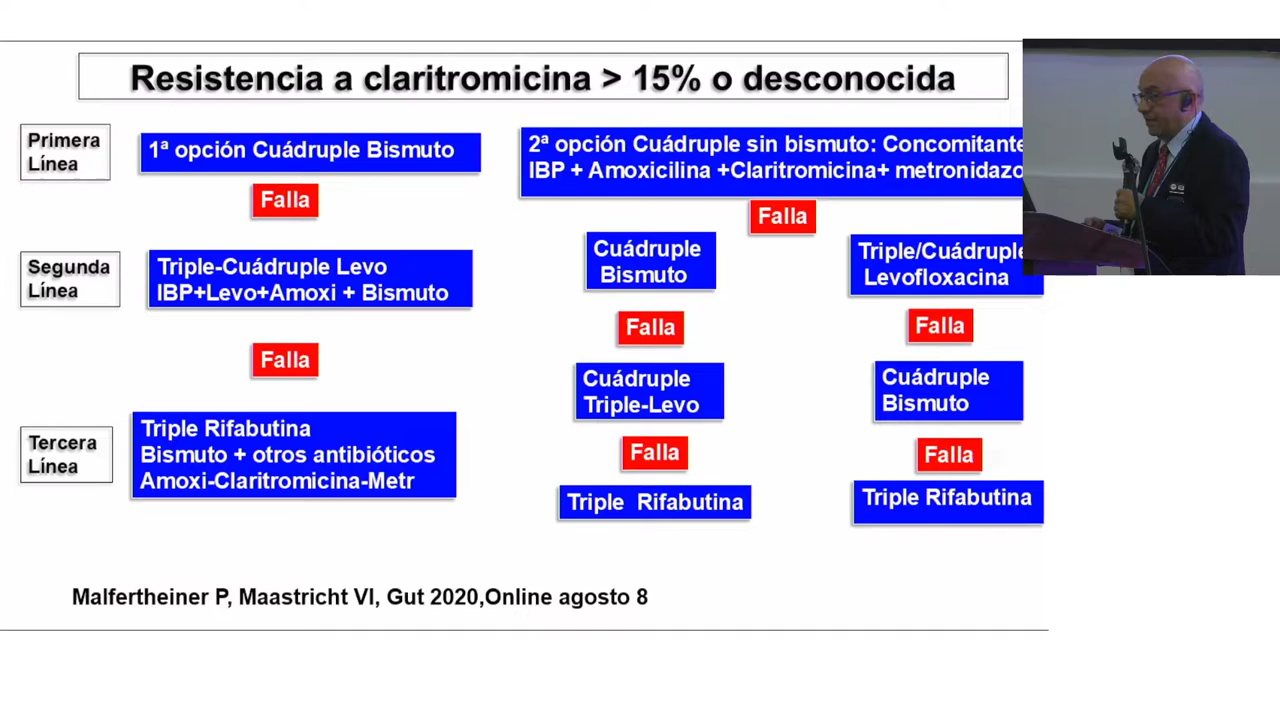 Resistencia a claritromicina > 15% o desconocida
Primera
Línea
1ª opción Cuádruple Bismuto
Falla
2ª opción Cuádruple sin bismuto: Concomitante
IBP + Amoxicilina +Claritromicina+ metronidazo
Falla
Segunda
Línea
Triple-Cuádruple Levo
IBP+Levo+Amoxi + Bismuto
Falla
Cuádruple
Bismuto
Falla
Triple/Cuádruple
Levofloxacina
Falla
Tercera
Línea
Triple Rifabutina
Bismuto + otros antibióticos
Amoxi-Claritromicina-Metr
Cuádruple
Triple-Levo
Falla
Triple Rifabutina
Cuádruple
Bismuto
Falla
Triple Rifabutina
Malfertheiner P, Maastricht VI, Gut 2020,Online agosto 8